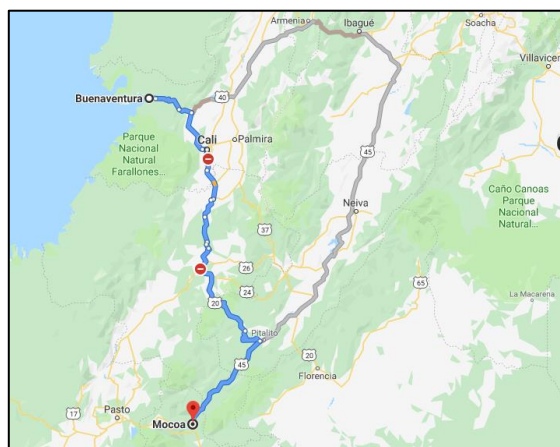 Armenia
Ibagué
Soacha
Villavicen
Buenaventura
40
Cali
Palmira
Parque
Nacional
Natural
Farallones...
45
Caño Canoas
Parque
Nacional
Natural...
Neiva
37
26
65
20
24
La Macarena
Pitalito
45
20
Florencia
17
Pasto
Mocoa